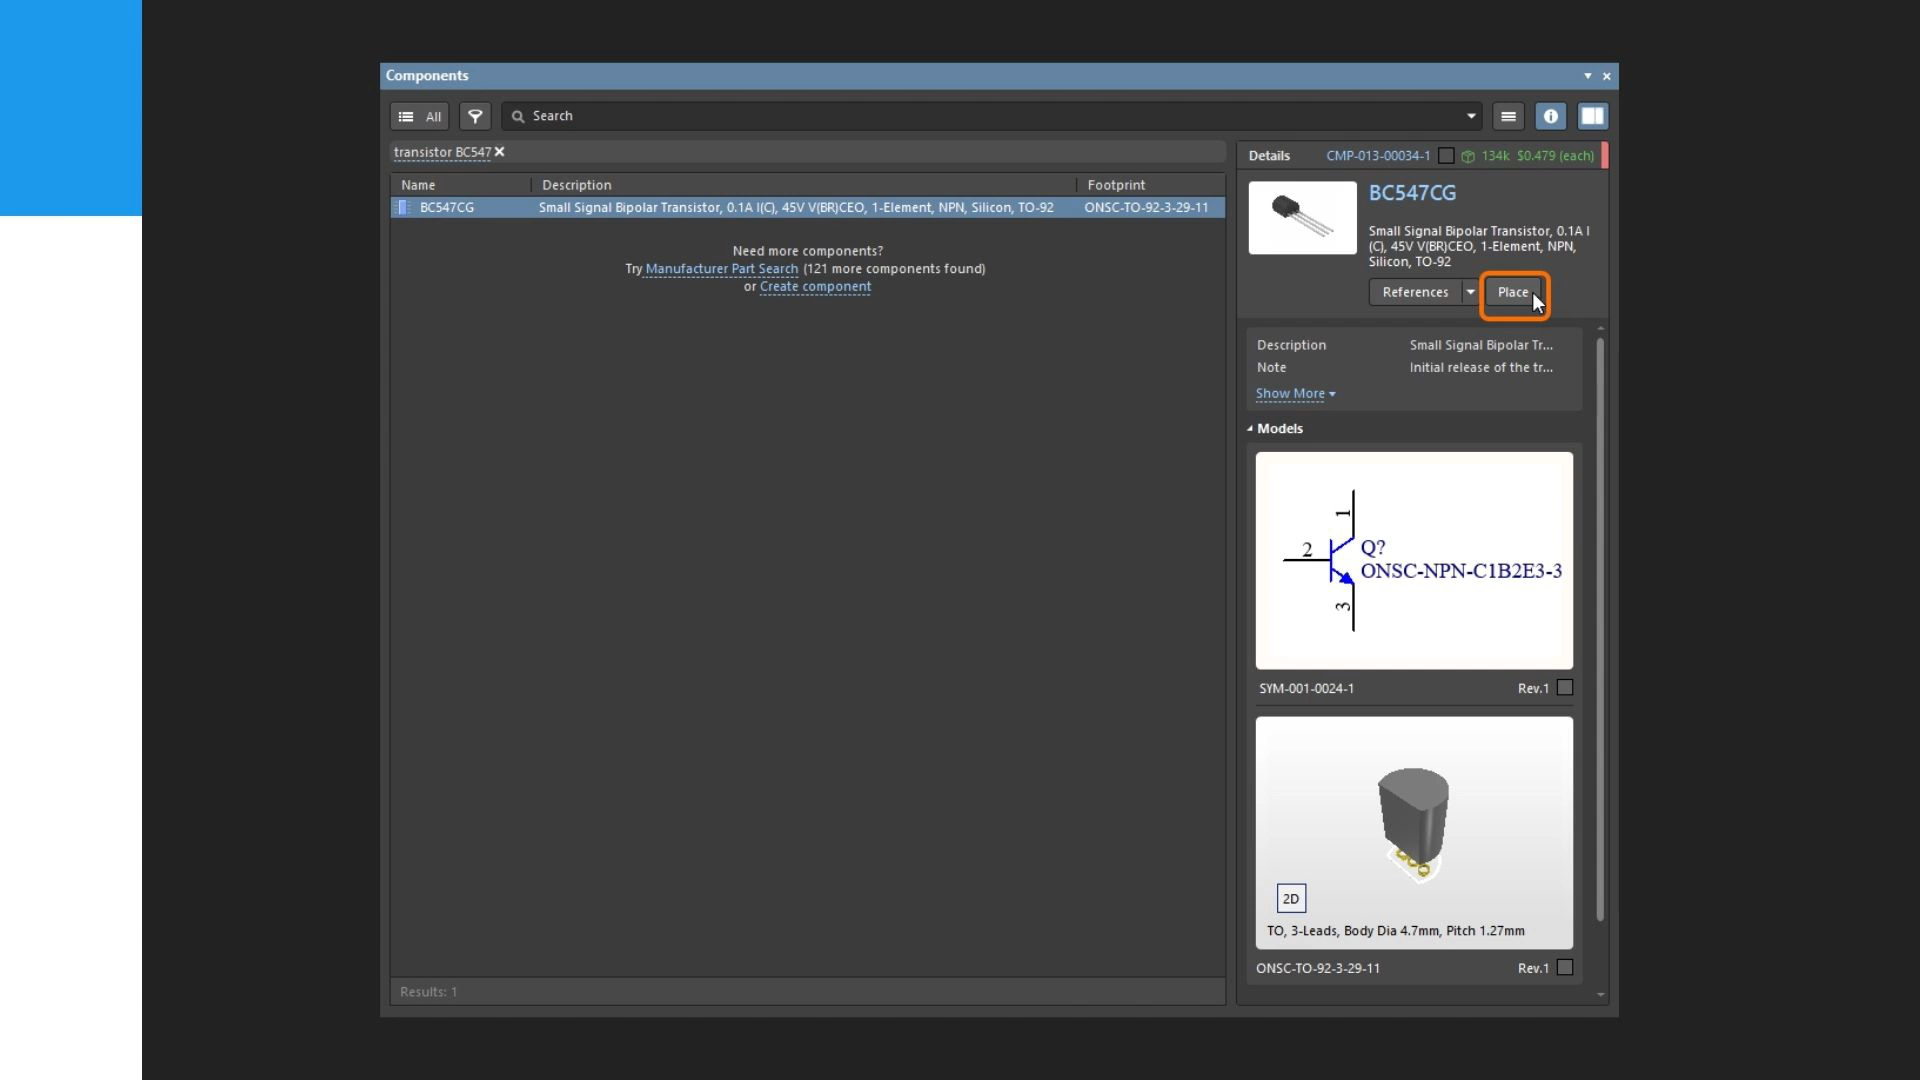 Components
All
Search
transistor BC547
Name Description Footprint
BC547CG Small Signal Bipolar Transistor, 0.1A I(C), 45V V(BR)CEO, 1-Element, NPN, Silicon, TO-92 ONSC-TO-92-3-29-11
Need more components?
Try Manufacturer Part Search (121 more components found)
or Create component
Results: 1
Details CMP-013-00034-1 134k $0.479 (each)
BC547CG
Small Signal Bipolar Transistor, 0.1A I
(C), 45V V(BR)CEO, 1-Element, NPN,
Silicon, TO-92
References Place
Description Small Signal Bipolar Tr...
Note Initial release of the tr...
Show More
Models
1
2
Q?
ONSC-NPN-C1B2E3-3
3
SYM-001-0024-1 Rev.1
2D
TO, 3-Leads, Body Dia 4.7mm, Pitch 1.27mm
ONSC-TO-92-3-29-11 Rev.1